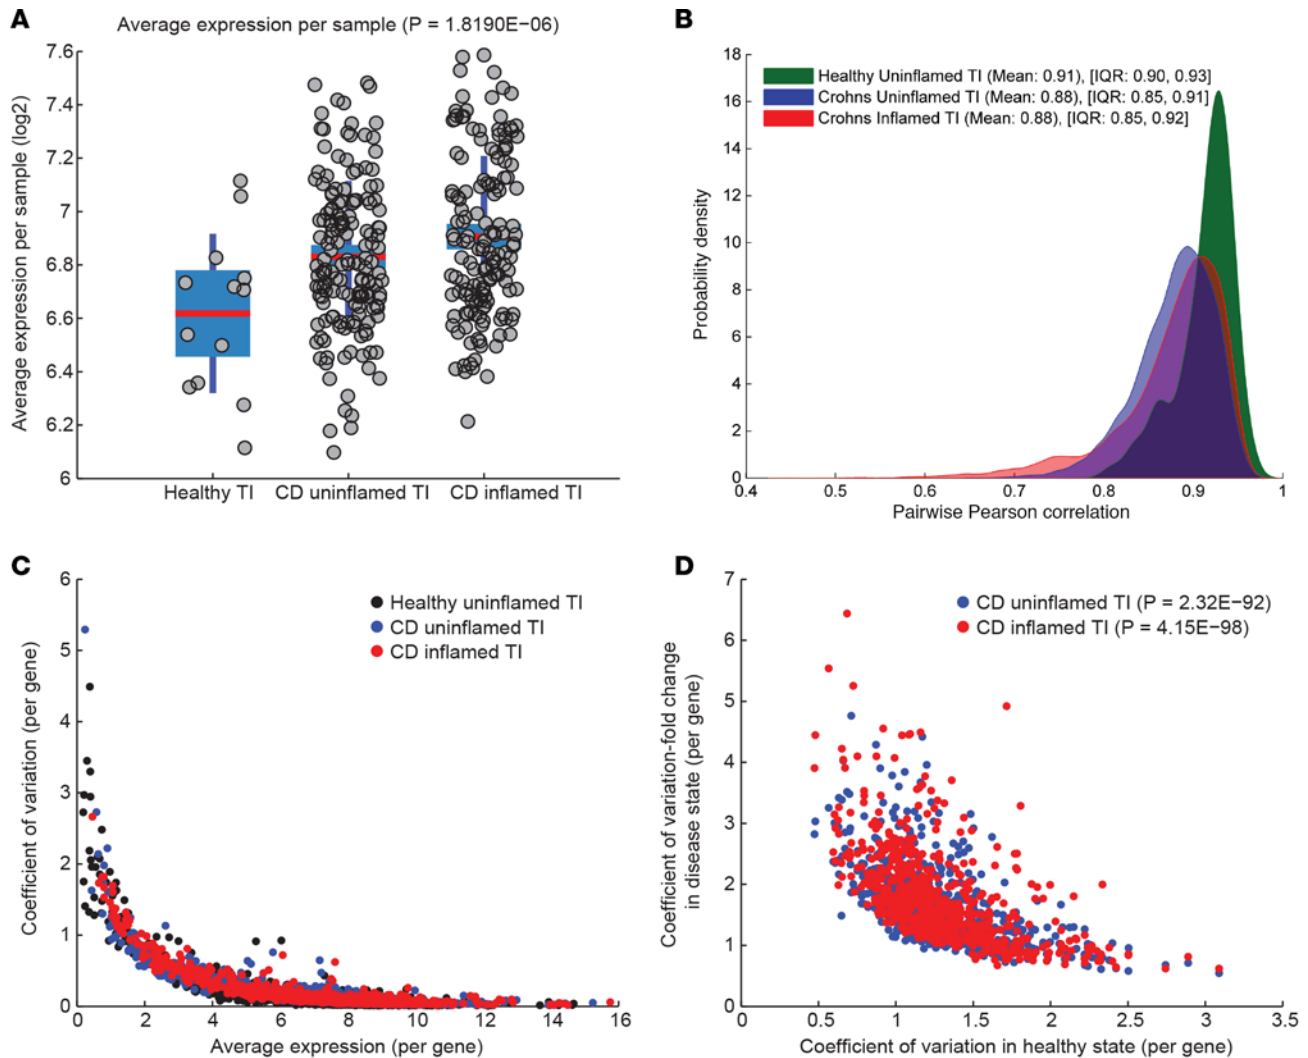 A
Average expression per sample (P = 1.8190E−06)
Average expression per sample (log2)
7.6
7.4
7.2
7
6.8
6.6
6.4
6.2
6
Healthy TI
CD uninflamed TI
CD inflamed TI
B
Probability density
18
16
14
12
10
8
6
4
2
0
Healthy Uninflamed TI (Mean: 0.91), [IQR: 0.90, 0.93]
Crohns Uninflamed TI (Mean: 0.88), [IQR: 0.85, 0.91]
Crohns Inflamed TI (Mean: 0.88), [IQR: 0.85, 0.92]
0.4
0.5
0.6
0.7
0.8
0.9
1
Pairwise Pearson correlation
C
Coefficient of variation (per gene)
6
5
4
3
2
1
0
Healthy uninflamed TI
CD uninflamed TI
CD inflamed TI
0
2
4
6
8
10
12
14
16
Average expression (per gene)
D
Coefficient of variation-fold change
in disease state (per gene)
7
6
5
4
3
2
1
0
CD uninflamed TI (P = 2.32E−92)
CD inflamed TI (P = 4.15E−98)
0
0.5
1
1.5
2
2.5
3
3.5
Coefficient of variation in healthy state (per gene)